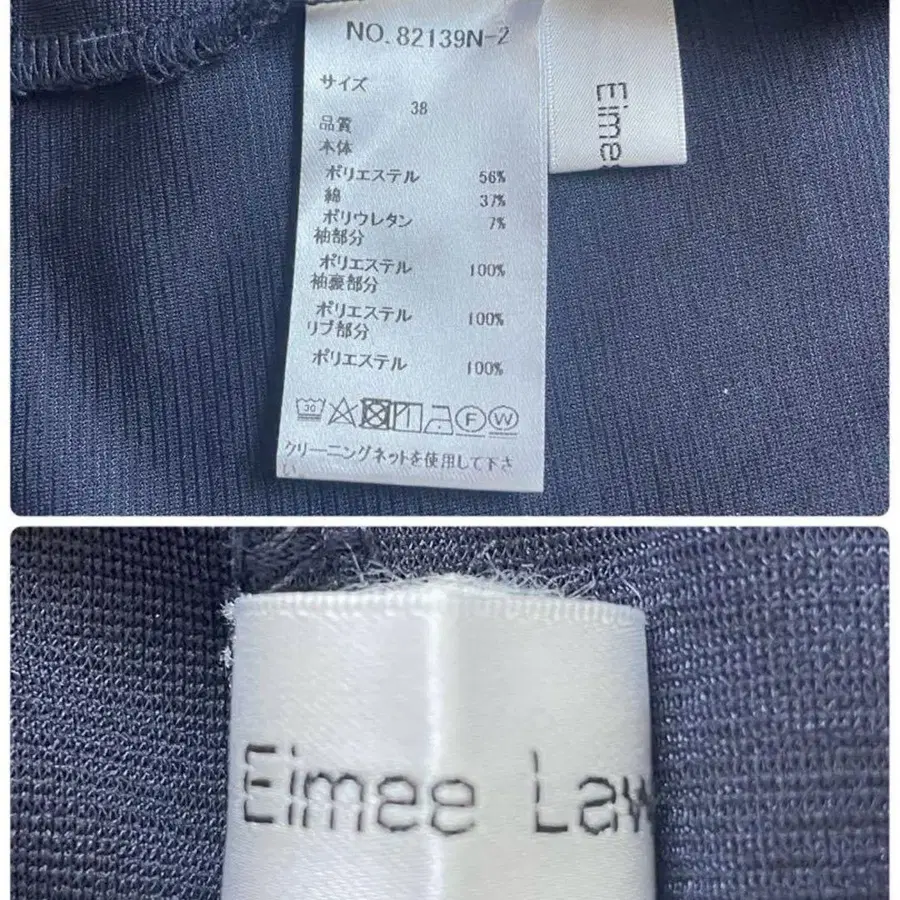 NO. 82139N-2
サイズ
38
品質
本体
ポリエステル 56%
綿 37%
ポリウレタン 7%
袖部分
ポリエステル 100%
袖裏部分
ポリエステル 100%
リブ部分
ポリエステル 100%
30
F W
クリーニングネットを使用して下さ
い
Eimee
Eimee Law